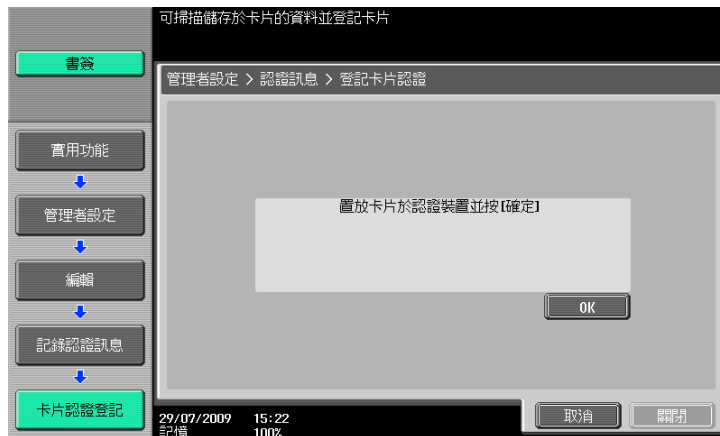 可掃描儲存於卡片的資料並登記卡片
書簽
管理者設定 > 認證訊息 > 登記卡片認證
實用功能
管理者設定
編輯
記錄認證訊息
卡片認證登記
置放卡片於認證裝置並按[確定]
OK
29/07/2009 15:22
記憶 100%
取消
關閉